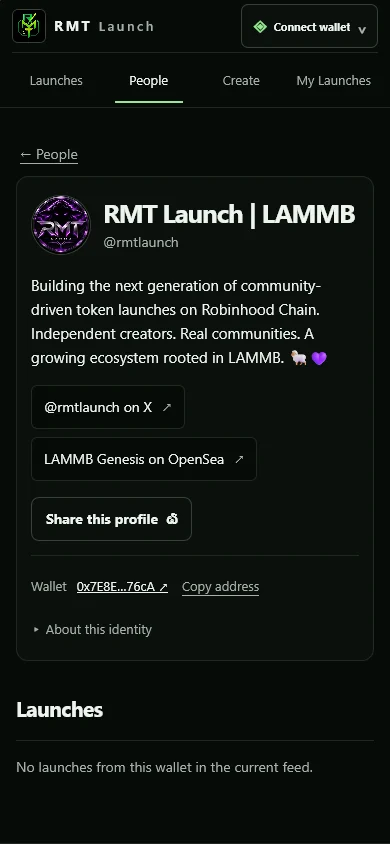 RMT Launch
Connect wallet
Launches People Create My Launches
← People
RMT
RMT Launch | LAMMB
@rmtlaunch
Building the next generation of community-
driven token launches on Robinhood Chain.
Independent creators. Real communities. A
growing ecosystem rooted in LAMMB. 🐑 💜
@rmtlaunch on X ↗
LAMMB Genesis on OpenSea ↗
Share this profile
Wallet 0x7E8E...76cA ↗ Copy address
▸ About this identity
Launches
No launches from this wallet in the current feed.